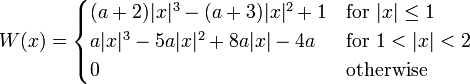 W(x) = { (a + 2)|x|³ − (a + 3)|x|² + 1 for |x| ≤ 1
a|x|³ − 5a|x|² + 8a|x| − 4a for 1 < |x| < 2
0 otherwise